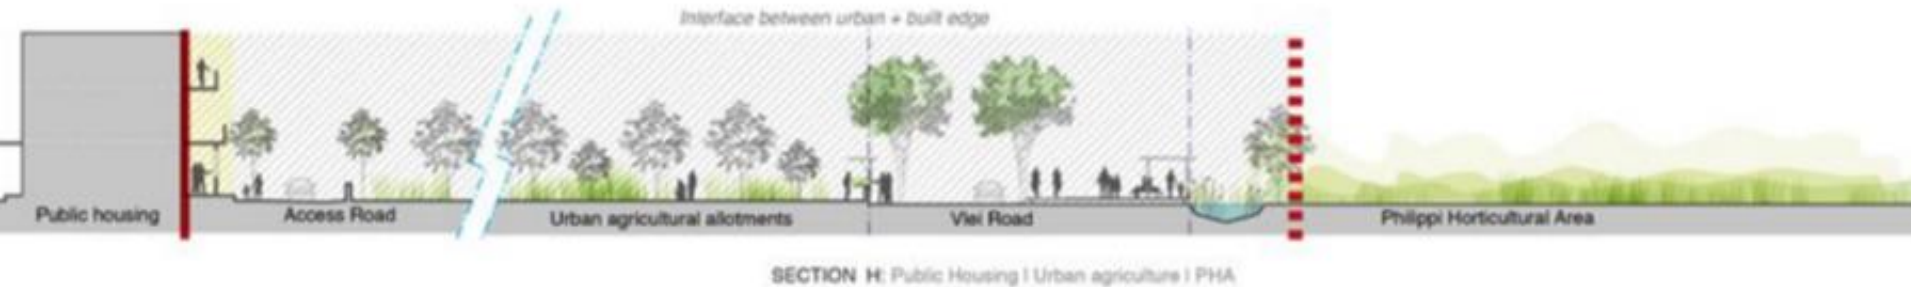 Interface between urban + built edge
Public housing
Access Road
Urban agricultural allotments
Vlei Road
Philippi Horticultural Area
SECTION H: Public Housing | Urban agriculture | PHA